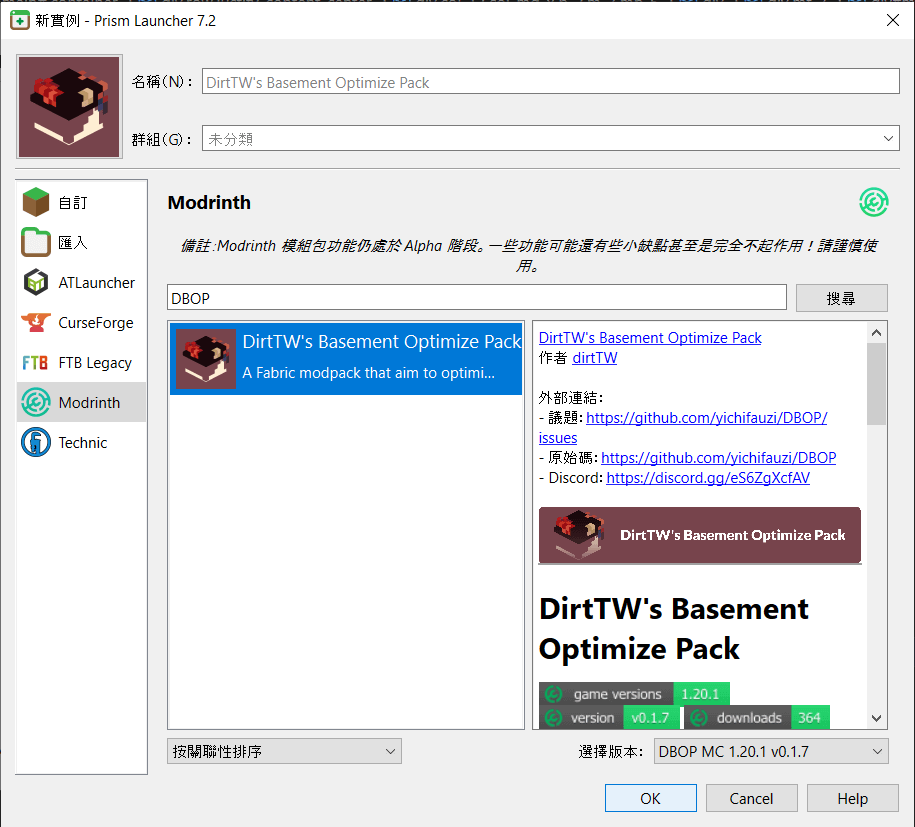 新實例 - Prism Launcher 7.2
名稱(N)：
DirtTW's Basement Optimize Pack
群組(G)：
未分類
自訂
匯入
ATLauncher
CurseForge
FTB
FTB Legacy
Modrinth
Technic
Modrinth
備註：Modrinth 模組包功能仍處於 Alpha 階段。一些功能可能還有些小缺點甚至是完全不起作用！請謹慎使
用。
DBOP
搜尋
DirtTW's Basement Optimize Pack
A Fabric modpack that aim to optimi...
DirtTW's Basement Optimize Pack
作者 dirtTW
外部連結：
- 議題：https://github.com/yichifauzi/DBOP/
issues
- 原始碼：https://github.com/yichifauzi/DBOP
- Discord: https://discord.gg/eS6ZgXcfAV
DirtTW's Basement Optimize Pack
DirtTW's Basement
Optimize Pack
game versions 1.20.1
version v0.1.7 downloads 364
按關聯性排序
選擇版本：
DBOP MC 1.20.1 v0.1.7
OK
Cancel
Help